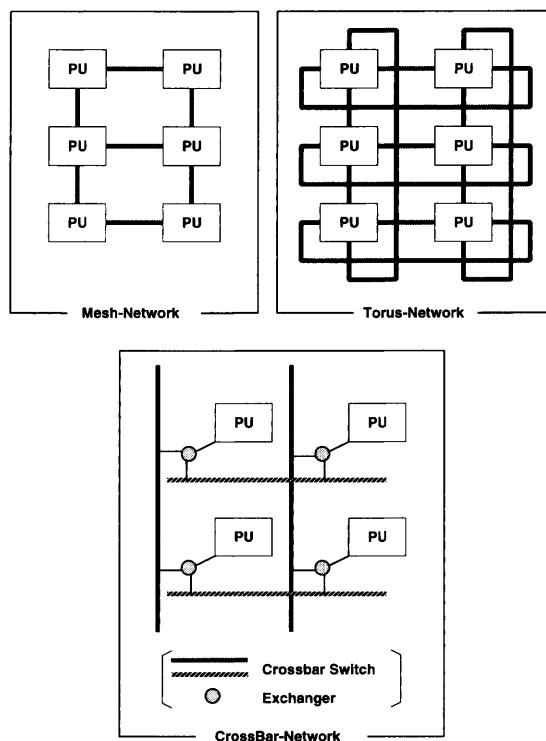 PU PU PU PU
PU PU PU PU
PU PU PU PU
Mesh-Network Torus-Network
PU PU
PU PU
Crossbar Switch
Exchanger
CrossBar-Network